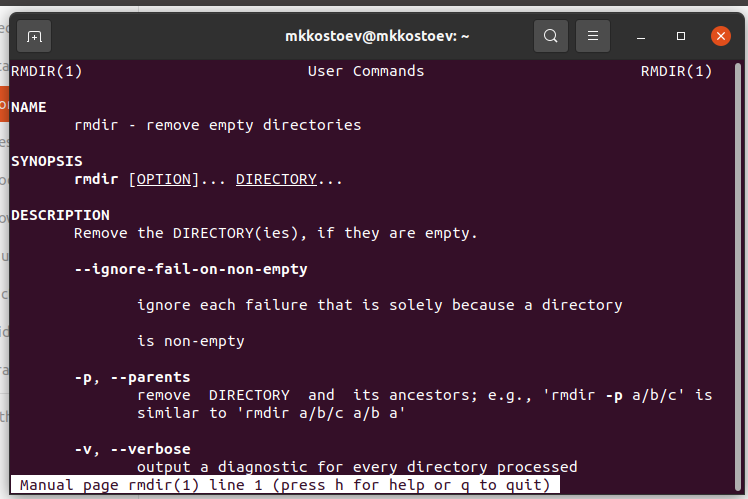 mkkostoev@mkkostoev: ~
RMDIR(1) User Commands RMDIR(1)
NAME
rmdir - remove empty directories
SYNOPSIS
rmdir [OPTION]... DIRECTORY...
DESCRIPTION
Remove the DIRECTORY(ies), if they are empty.
--ignore-fail-on-non-empty
ignore each failure that is solely because a directory
is non-empty
-p, --parents
remove  DIRECTORY  and  its ancestors; e.g., 'rmdir -p a/b/c' is
similar to 'rmdir a/b/c a/b a'
-v, --verbose
output a diagnostic for every directory processed
Manual page rmdir(1) line 1 (press h for help or q to quit)